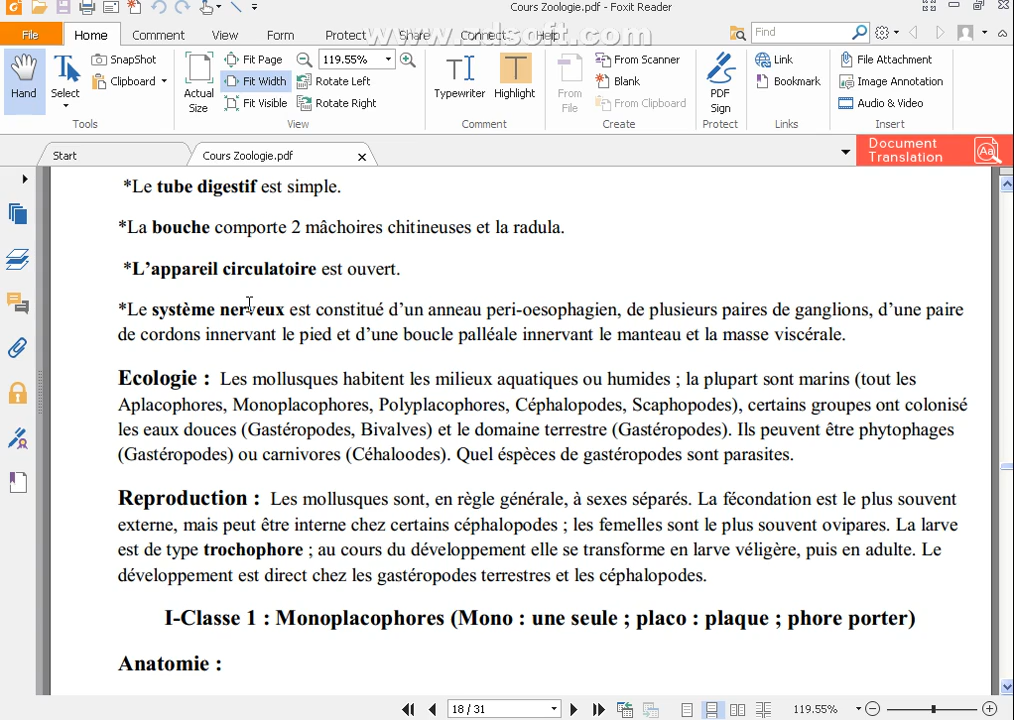 Cours Zoologie.pdf - Foxit Reader
File Home Comment View Form Protect Share Connect Help Find
www.rdlsoft.com
Hand Select SnapShot Clipboard Actual Size Fit Page Fit Width Fit Visible 119.55% Rotate Left Rotate Right Typewriter Highlight From File From Scanner Blank From Clipboard PDF Sign Link Bookmark File Attachment Image Annotation Audio & Video
Tools View Comment Create Protect Links Insert
Start Cours Zoologie.pdf Document Translation
*Le tube digestif est simple.
*La bouche comporte 2 mâchoires chitineuses et la radula.
*L’appareil circulatoire est ouvert.
*Le système nerveux est constitué d’un anneau peri-oesophagien, de plusieurs paires de ganglions, d’une paire
de cordons innervant le pied et d’une boucle palléale innervant le manteau et la masse viscérale.
Ecologie : Les mollusques habitent les milieux aquatiques ou humides ; la plupart sont marins (tout les
Aplacophores, Monoplacophores, Polyplacophores, Céphalopodes, Scaphopodes), certains groupes ont colonisé
les eaux douces (Gastéropodes, Bivalves) et le domaine terrestre (Gastéropodes). Ils peuvent être phytophages
(Gastéropodes) ou carnivores (Céhaloodes). Quel éspèces de gastéropodes sont parasites.
Reproduction : Les mollusques sont, en règle générale, à sexes séparés. La fécondation est le plus souvent
externe, mais peut être interne chez certains céphalopodes ; les femelles sont le plus souvent ovipares. La larve
est de type trochophore ; au cours du développement elle se transforme en larve véligère, puis en adulte. Le
développement est direct chez les gastéropodes terrestres et les céphalopodes.
I-Classe 1 : Monoplacophores (Mono : une seule ; placo : plaque ; phore porter)
Anatomie :
18 / 31 119.55%